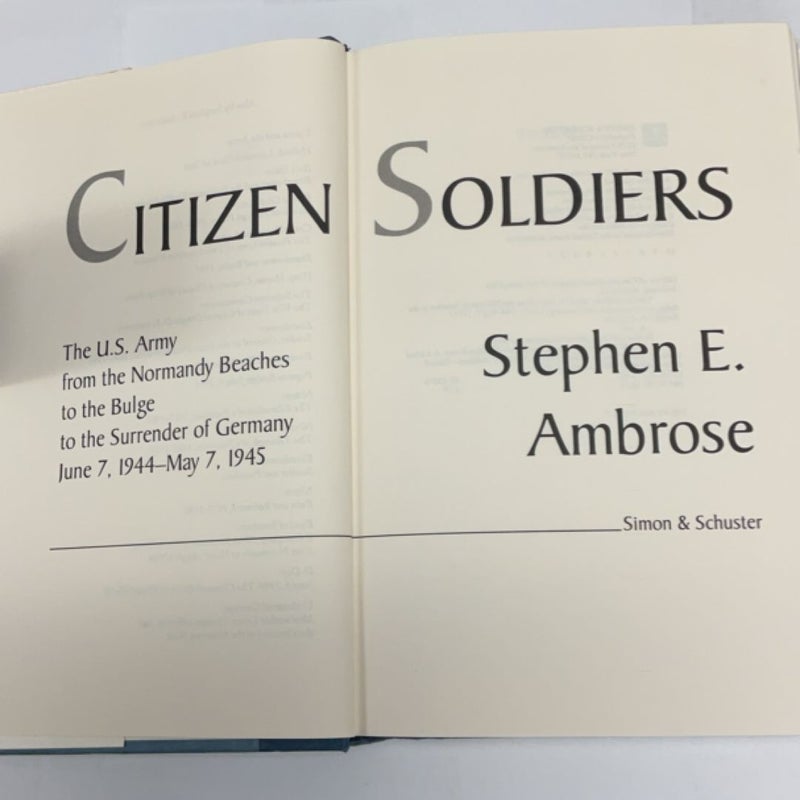 CITIZEN SOLDIERS
The U.S. Army
from the Normandy Beaches
to the Bulge
to the Surrender of Germany
June 7, 1944–May 7, 1945
Stephen E.
Ambrose
Simon & Schuster